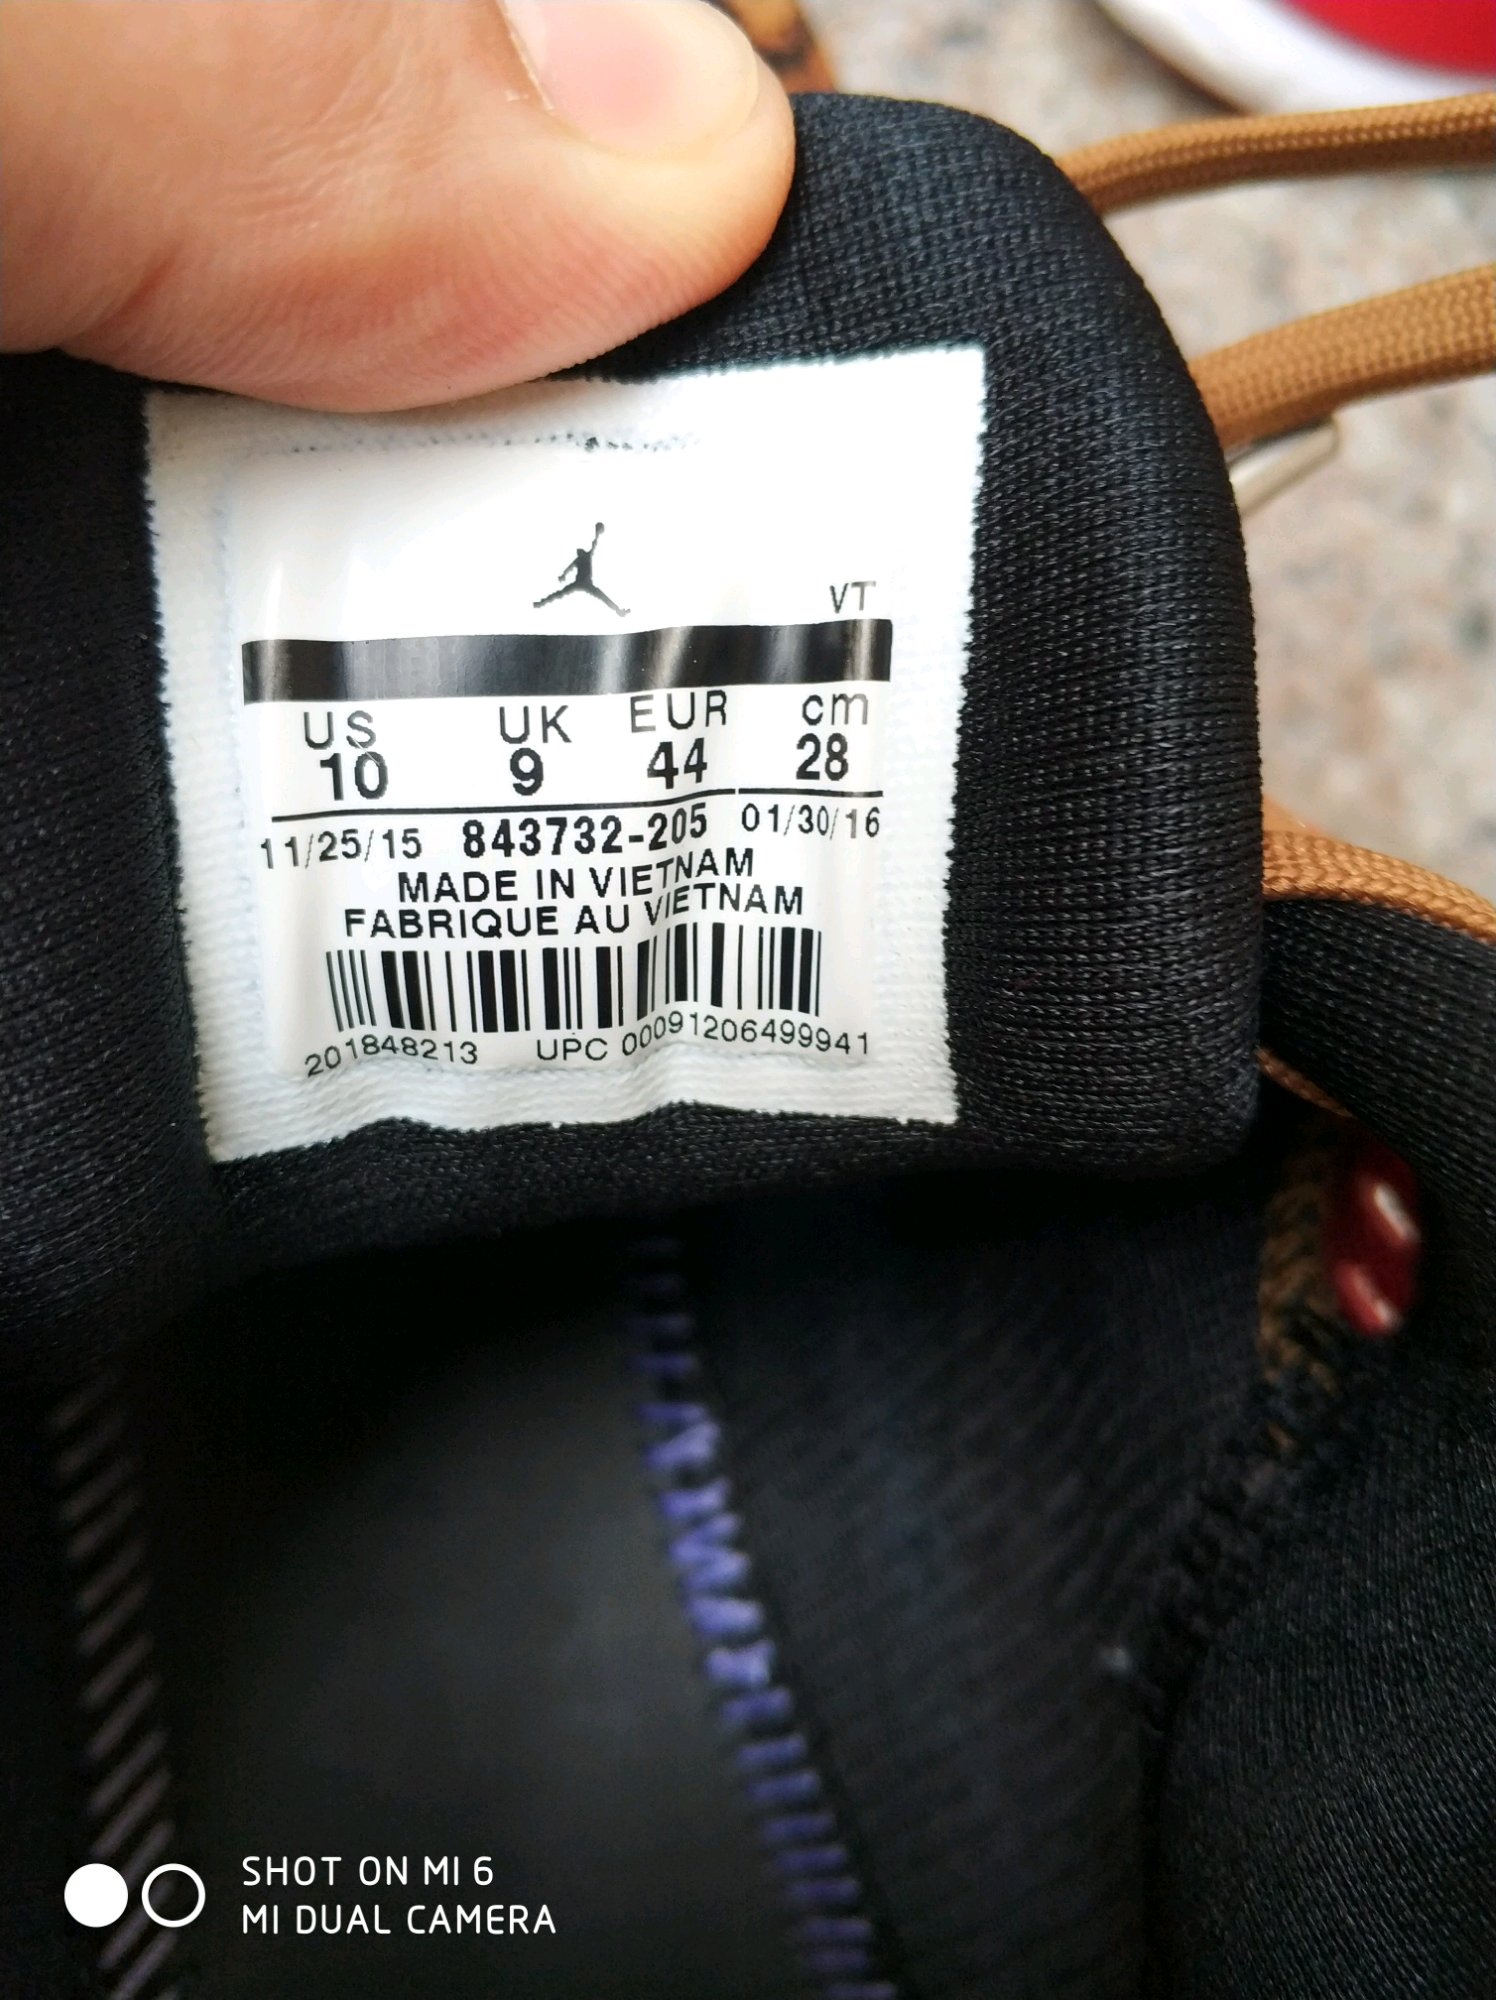 VT
US UK EUR cm
10 9 44 28
11/25/15 843732-205 01/30/16
MADE IN VIETNAM
FABRIQUE AU VIETNAM
201848213 UPC 00091206499941
SHOT ON MI 6
MI DUAL CAMERA